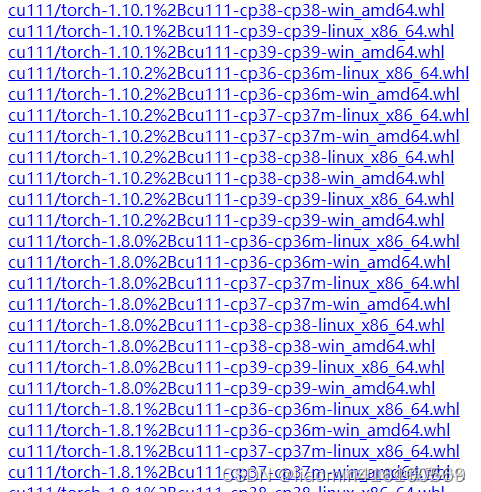 cu111/torch-1.10.1%2Bcu111-cp38-cp38-win_amd64.whl
cu111/torch-1.10.1%2Bcu111-cp39-cp39-linux_x86_64.whl
cu111/torch-1.10.1%2Bcu111-cp39-cp39-win_amd64.whl
cu111/torch-1.10.2%2Bcu111-cp36-cp36m-linux_x86_64.whl
cu111/torch-1.10.2%2Bcu111-cp36-cp36m-win_amd64.whl
cu111/torch-1.10.2%2Bcu111-cp37-cp37m-linux_x86_64.whl
cu111/torch-1.10.2%2Bcu111-cp37-cp37m-win_amd64.whl
cu111/torch-1.10.2%2Bcu111-cp38-cp38-linux_x86_64.whl
cu111/torch-1.10.2%2Bcu111-cp38-cp38-win_amd64.whl
cu111/torch-1.10.2%2Bcu111-cp39-cp39-linux_x86_64.whl
cu111/torch-1.10.2%2Bcu111-cp39-cp39-win_amd64.whl
cu111/torch-1.8.0%2Bcu111-cp36-cp36m-linux_x86_64.whl
cu111/torch-1.8.0%2Bcu111-cp36-cp36m-win_amd64.whl
cu111/torch-1.8.0%2Bcu111-cp37-cp37m-linux_x86_64.whl
cu111/torch-1.8.0%2Bcu111-cp37-cp37m-win_amd64.whl
cu111/torch-1.8.0%2Bcu111-cp38-cp38-linux_x86_64.whl
cu111/torch-1.8.0%2Bcu111-cp38-cp38-win_amd64.whl
cu111/torch-1.8.0%2Bcu111-cp39-cp39-linux_x86_64.whl
cu111/torch-1.8.0%2Bcu111-cp39-cp39-win_amd64.whl
cu111/torch-1.8.1%2Bcu111-cp36-cp36m-linux_x86_64.whl
cu111/torch-1.8.1%2Bcu111-cp36-cp36m-win_amd64.whl
cu111/torch-1.8.1%2Bcu111-cp37-cp37m-linux_x86_64.whl
cu111/torch-1.8.1%2Bcu111-cp37-cp37m-win_amd64.whl
cu111/torch-1.8.1%2Bcu111-cp38-cp38-linux_x86_64.whl